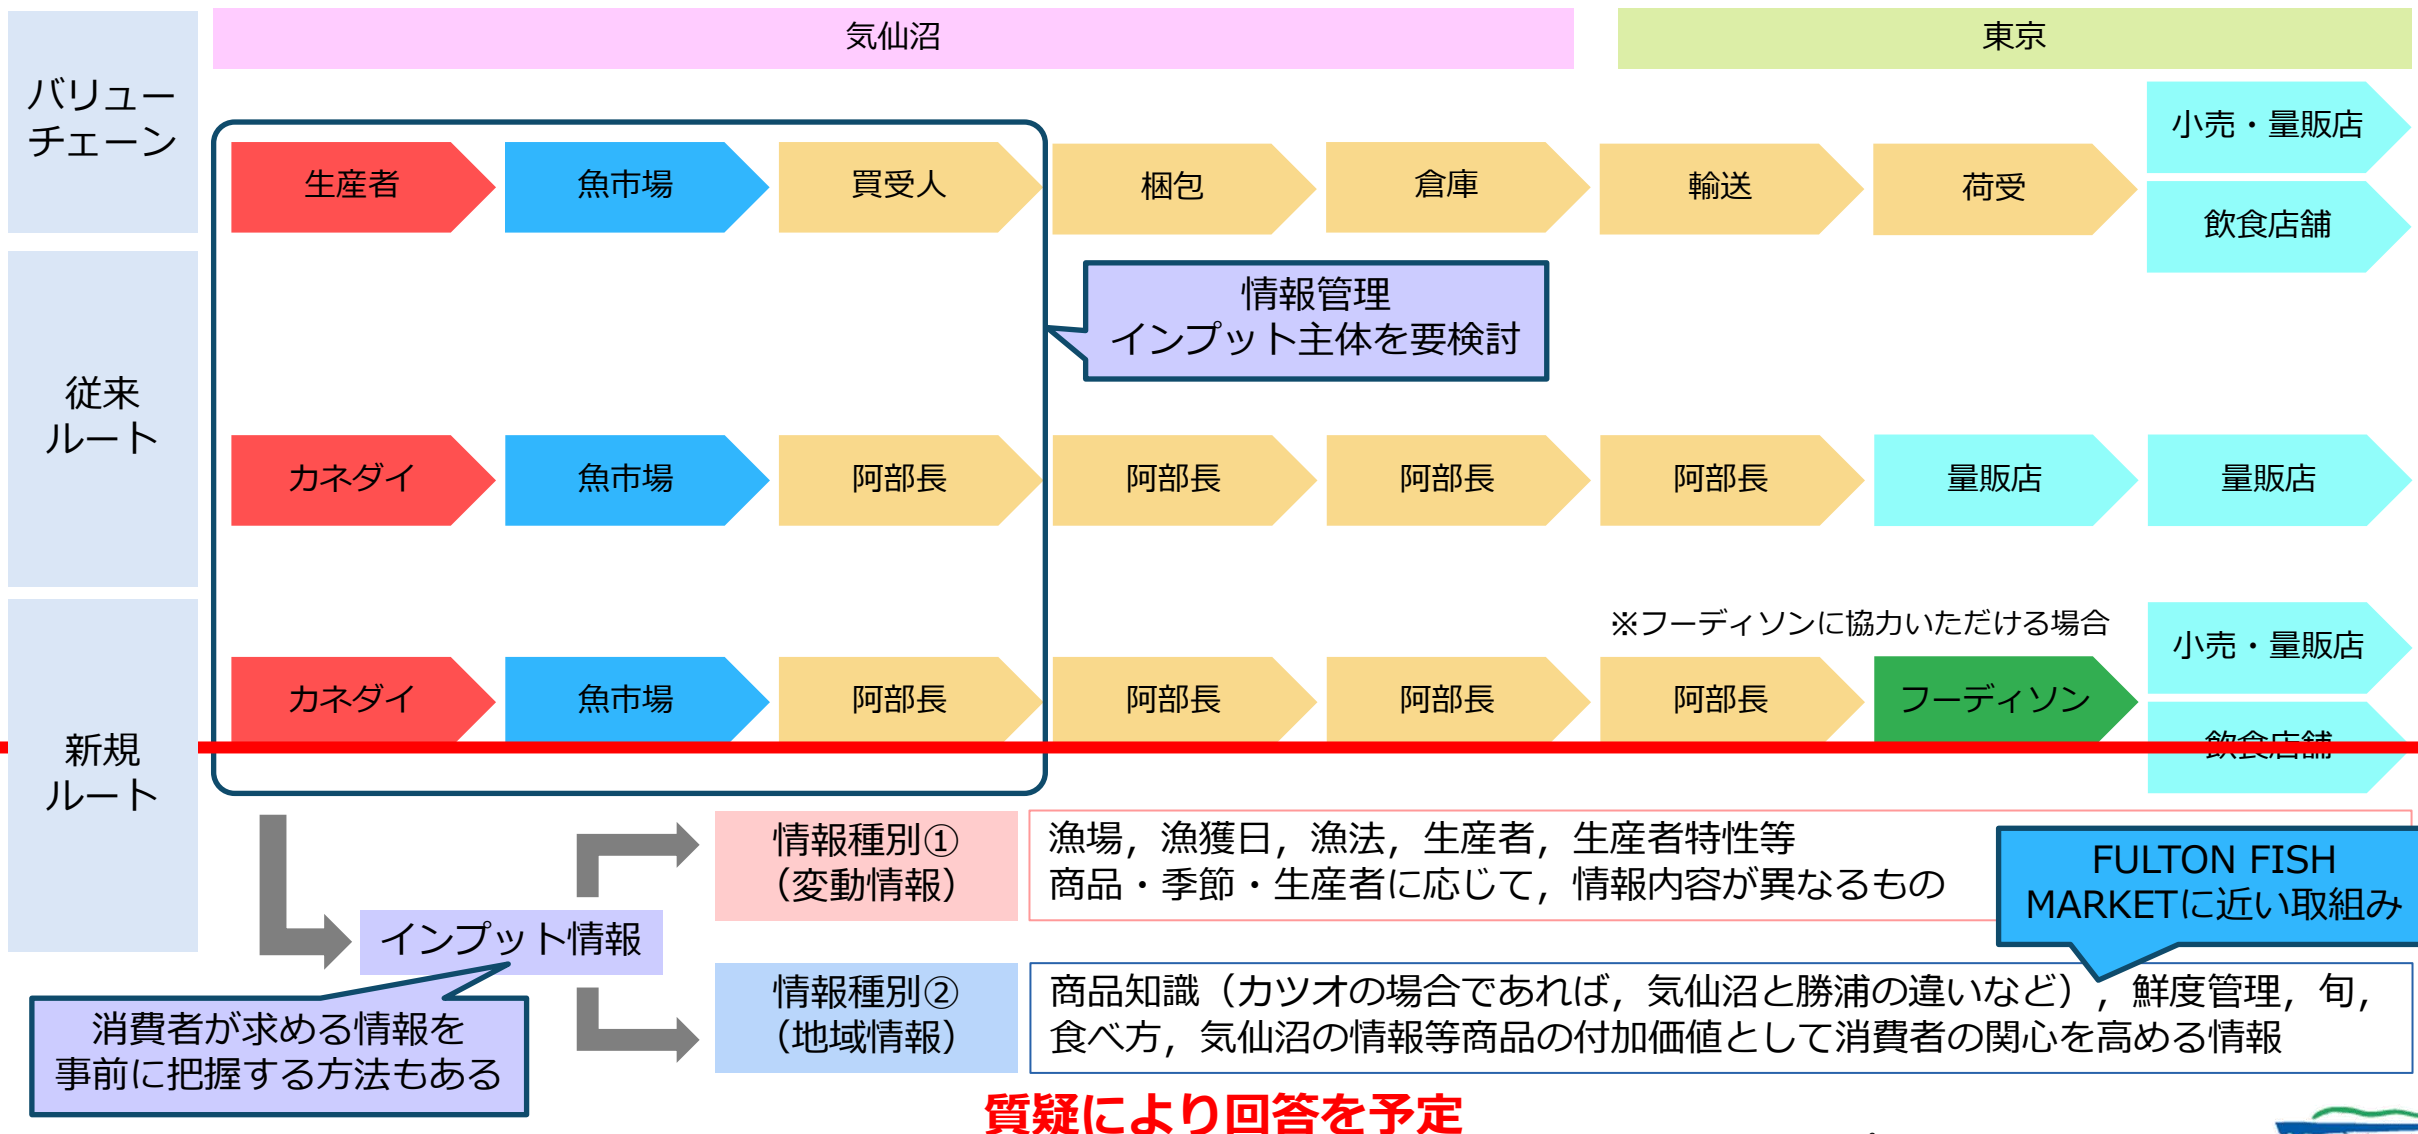 気仙沼
東京
バリュー
チェーン
生産者
魚市場
買受人
梱包
倉庫
輸送
荷受
小売・量販店
飲食店舗
情報管理
インプット主体を要検討
従来
ルート
カネダイ
魚市場
阿部長
阿部長
阿部長
阿部長
量販店
量販店
※フーディソンに協力いただける場合
新規
ルート
カネダイ
魚市場
阿部長
阿部長
阿部長
阿部長
フーディソン
小売・量販店
飲食店舗
情報種別①
（変動情報）
漁場，漁獲日，漁法，生産者，生産者特性等
商品・季節・生産者に応じて，情報内容が異なるもの
FULTON FISH
MARKETに近い取組み
インプット情報
情報種別②
（地域情報）
商品知識（カツオの場合であれば，気仙沼と勝浦の違いなど），鮮度管理，旬，
食べ方，気仙沼の情報等商品の付加価値として消費者の関心を高める情報
消費者が求める情報を
事前に把握する方法もある
質疑により回答を予定